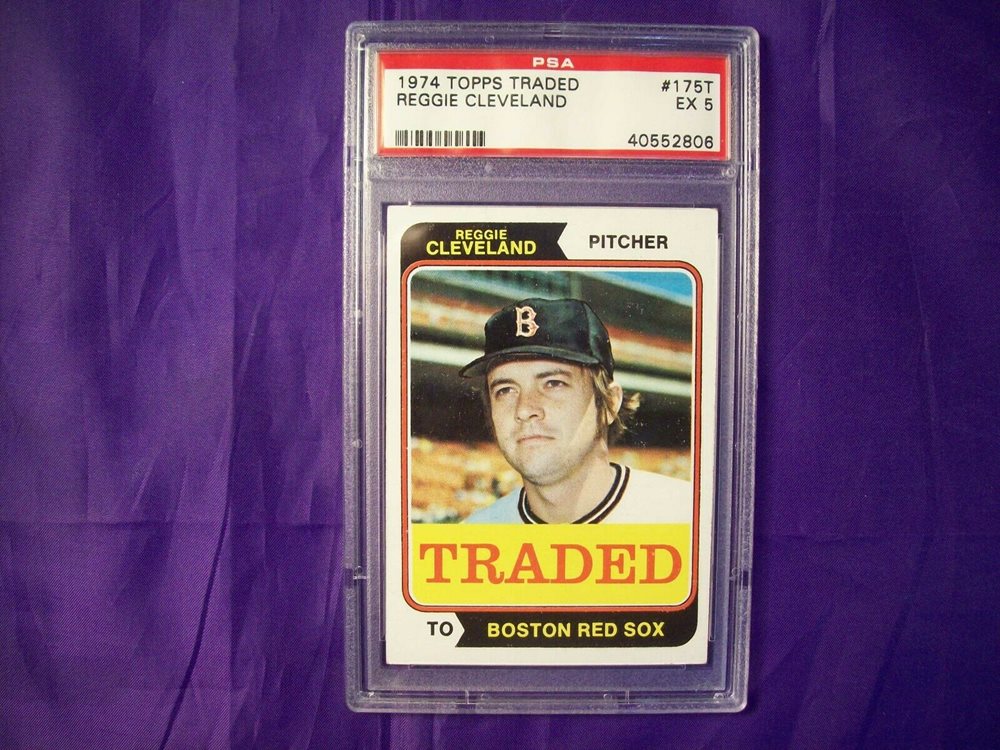 PSA
1974 TOPPS TRADED #175T
REGGIE CLEVELAND EX 5
40552806
REGGIE
CLEVELAND
PITCHER
B
TRADED
TO BOSTON RED SOX